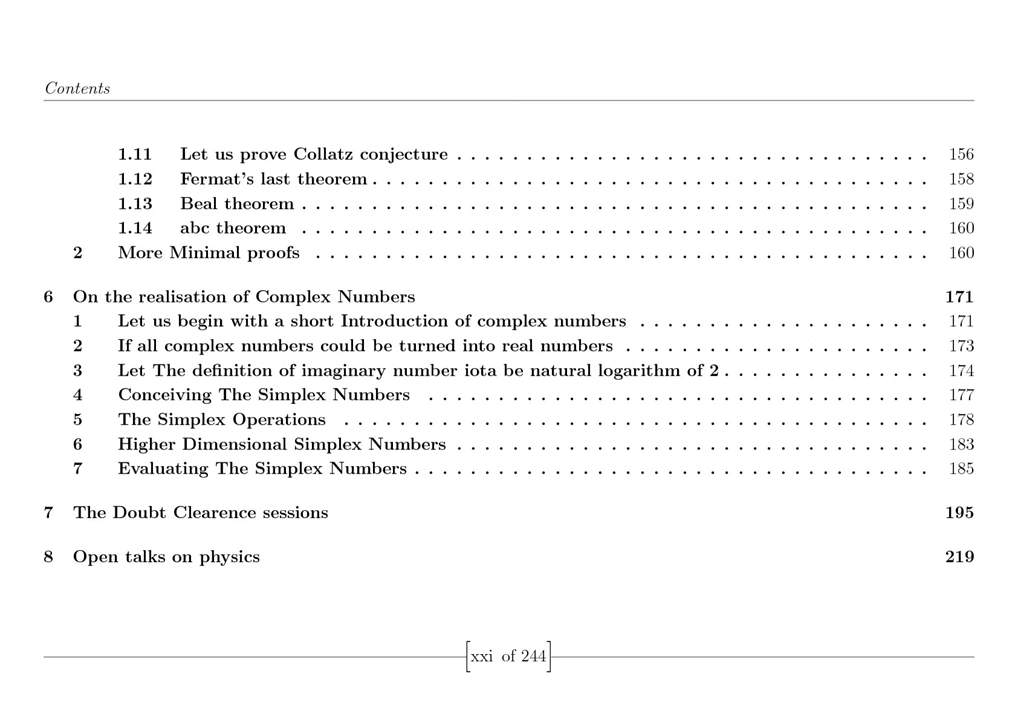 Contents
1.11 Let us prove Collatz conjecture . . . . . . . . . . . . . . . . . . . . . . . . . . . . . . . . . . 156
1.12 Fermat's last theorem . . . . . . . . . . . . . . . . . . . . . . . . . . . . . . . . . . . . . . . . 158
1.13 Beal theorem . . . . . . . . . . . . . . . . . . . . . . . . . . . . . . . . . . . . . . . . . . . . . 159
1.14 abc theorem . . . . . . . . . . . . . . . . . . . . . . . . . . . . . . . . . . . . . . . . . . . . . 160
2 More Minimal proofs . . . . . . . . . . . . . . . . . . . . . . . . . . . . . . . . . . . . . . . . . . . . 160
6 On the realisation of Complex Numbers 171
1 Let us begin with a short Introduction of complex numbers . . . . . . . . . . . . . . . . . . . . . 171
2 If all complex numbers could be turned into real numbers . . . . . . . . . . . . . . . . . . . . . . 173
3 Let The definition of imaginary number iota be natural logarithm of 2 . . . . . . . . . . . . . . . 174
4 Conceiving The Simplex Numbers . . . . . . . . . . . . . . . . . . . . . . . . . . . . . . . . . . . . 177
5 The Simplex Operations . . . . . . . . . . . . . . . . . . . . . . . . . . . . . . . . . . . . . . . . . . 178
6 Higher Dimensional Simplex Numbers . . . . . . . . . . . . . . . . . . . . . . . . . . . . . . . . . . 183
7 Evaluating The Simplex Numbers . . . . . . . . . . . . . . . . . . . . . . . . . . . . . . . . . . . . . 185
7 The Doubt Clearence sessions 195
8 Open talks on physics 219
[xxi of 244]